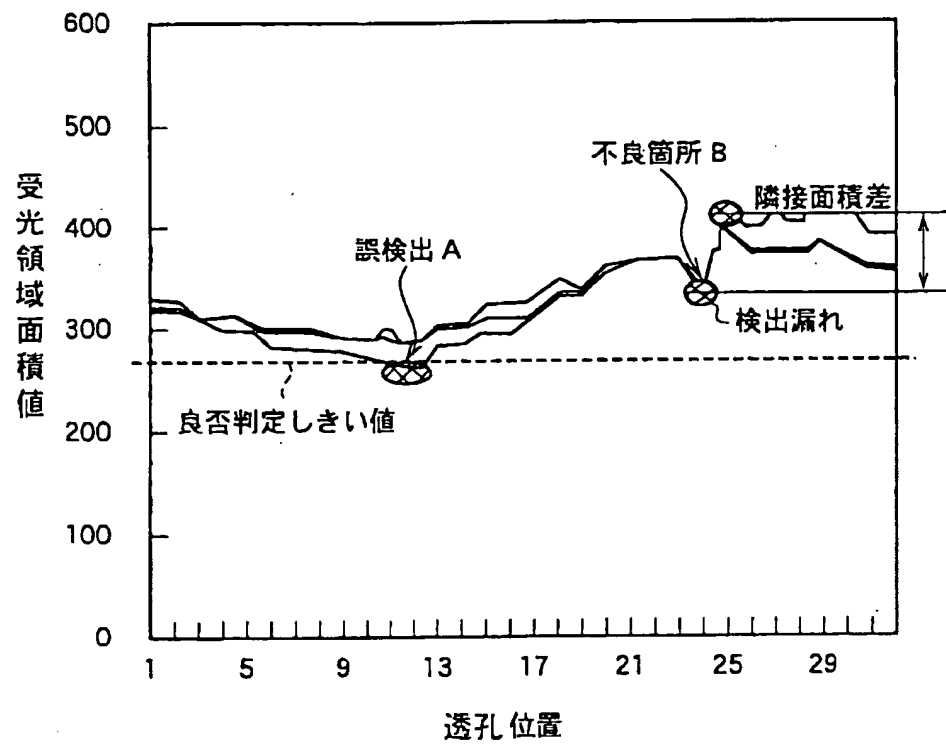 600
500
400
300
200
100
0
受光領域面積値
1 5 9 13 17 21 25 29
透孔位置
誤検出 A
不良箇所 B
隣接面積差
検出漏れ
良否判定しきい値